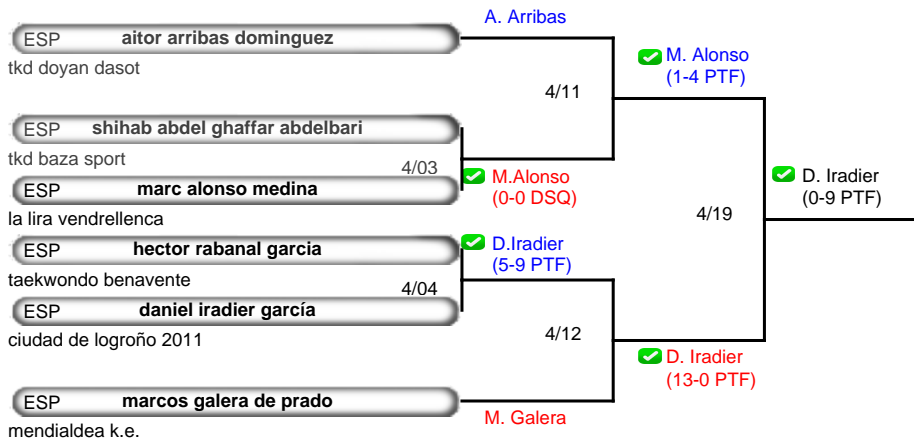 A. Arribas
ESP aitor arribas dominguez
tkd doyan dasot
M. Alonso
(1-4 PTF)
4/11
ESP shihab abdel ghaffar abdelbari
tkd baza sport
4/03
M.Alonso
(0-0 DSQ)
ESP marc alonso medina
la lira vendrellenca
D. Iradier
(0-9 PTF)
4/19
ESP hector rabanal garcia
D.Iradier
(5-9 PTF)
taekwondo benavente
4/04
ESP daniel iradier garcía
ciudad de logroño 2011
4/12
D. Iradier
(13-0 PTF)
ESP marcos galera de prado
M. Galera
mendialdea k.e.